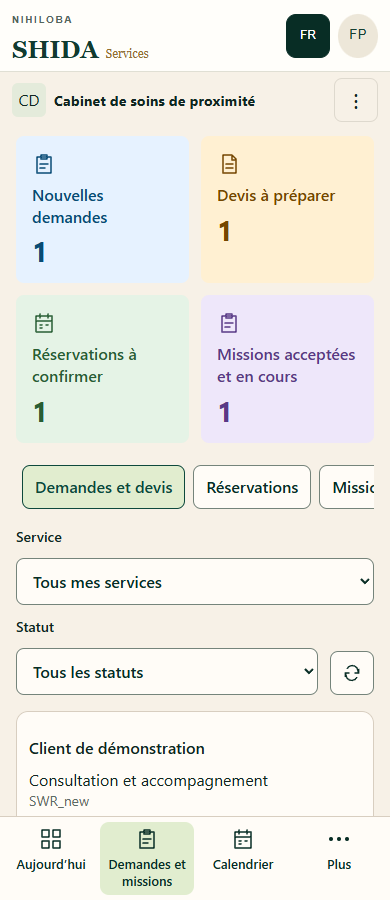 NIHILOBA
SHIDA Services
FR
FP
CD
Cabinet de soins de proximité
Nouvelles
demandes
1
Devis à préparer
1
Réservations à
confirmer
1
Missions acceptées
et en cours
1
Demandes et devis
Réservations
Missio
Service
Tous mes services
Statut
Tous les statuts
Client de démonstration
Consultation et accompagnement
SWR_new
Aujourd'hui
Demandes et
missions
Calendrier
Plus